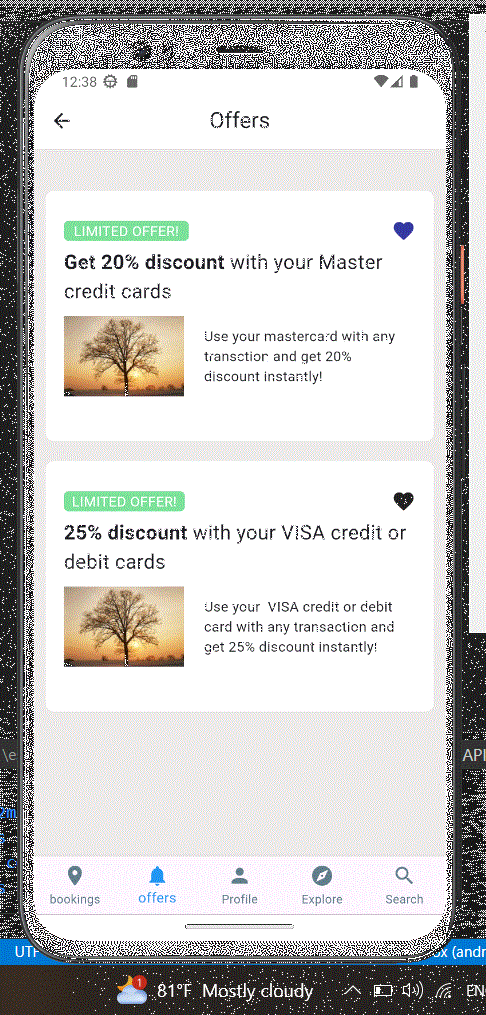 12:38
Offers
LIMITED OFFER!
Get 20% discount with your Master
credit cards
Use your mastercard with any
transction and get 20%
discount instantly!
LIMITED OFFER!
25% discount with your VISA credit or
debit cards
Use your VISA credit or debit
card with any transaction and
get 25% discount instantly!
bookings
offers
Profile
Explore
Search
\e
API
UTF
ox (andr
1
81°F Mostly cloudy
ENG